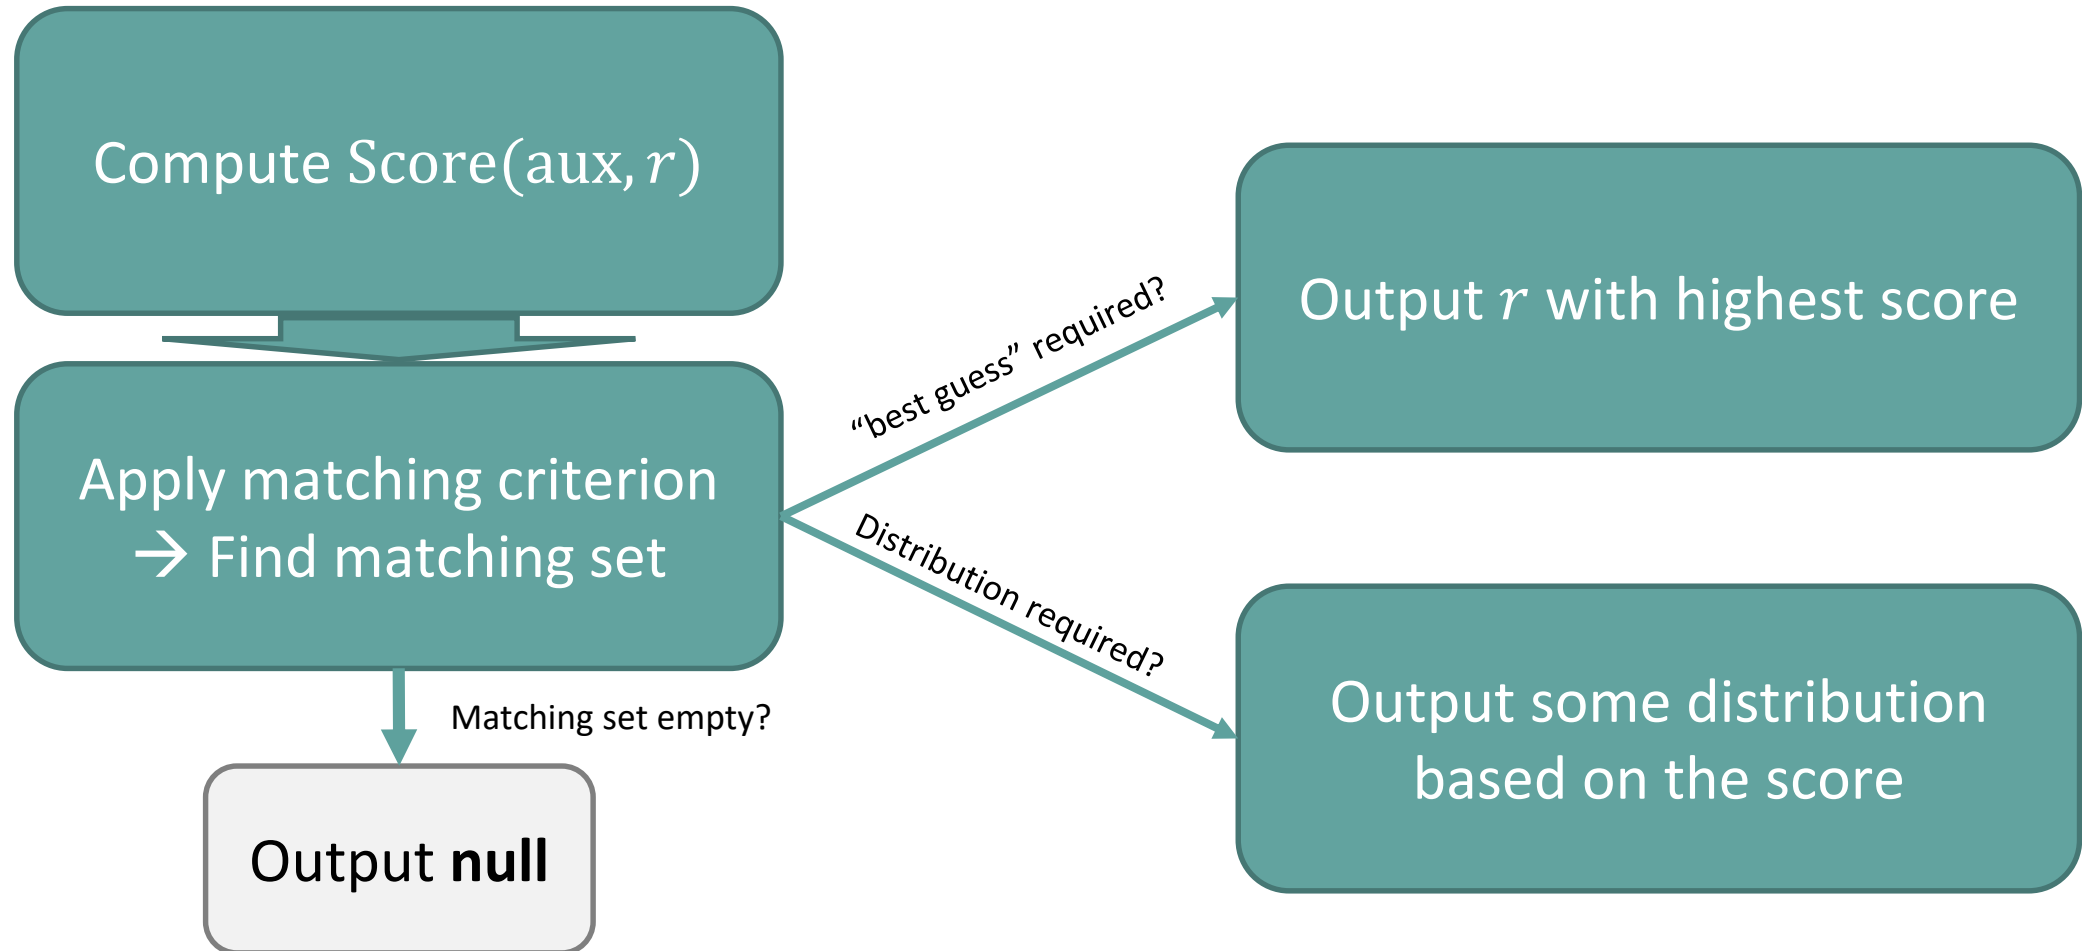 Compute Score(aux, r)
Apply matching criterion
→ Find matching set
Matching set empty?
Output null
“best guess” required?
Output r with highest score
Distribution required?
Output some distribution
based on the score